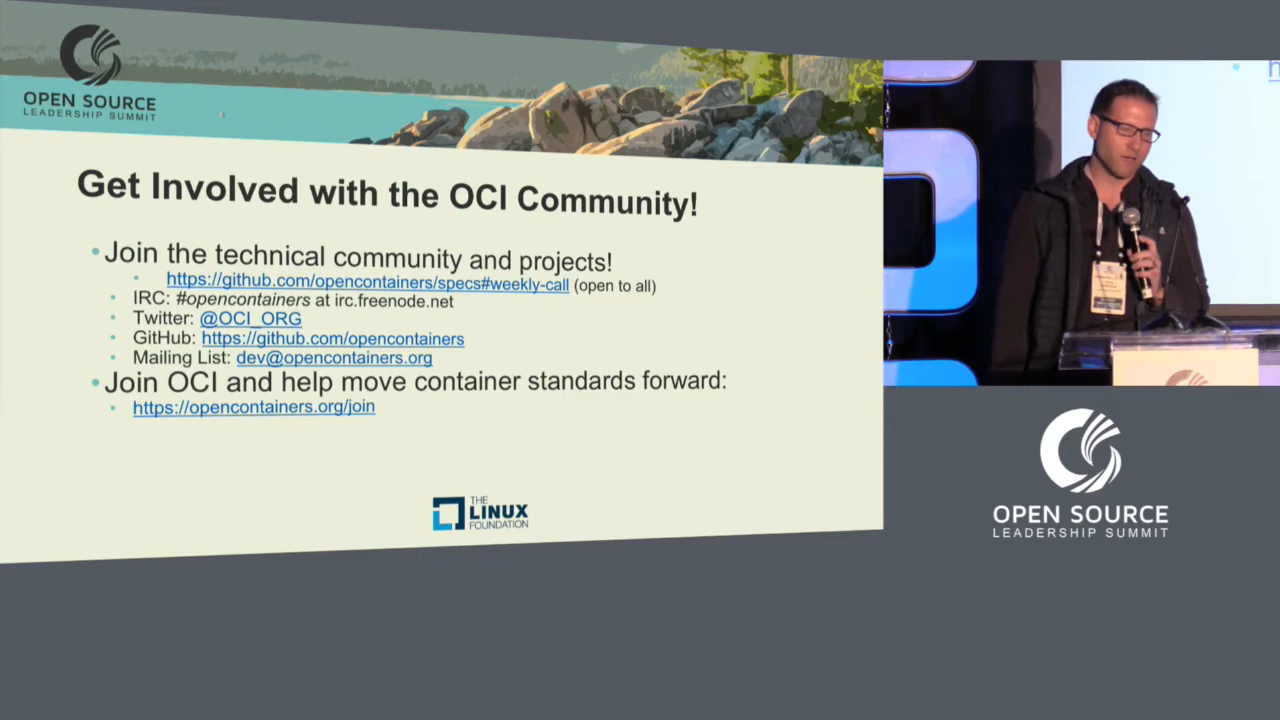 OPEN SOURCE
LEADERSHIP SUMMIT
Get Involved with the OCI Community!
•Join the technical community and projects!
• https://github.com/opencontainers/specs#weekly-call (open to all)
• IRC: #opencontainers at irc.freenode.net
• Twitter: @OCI_ORG
• GitHub: https://github.com/opencontainers
• Mailing List: dev@opencontainers.org
•Join OCI and help move container standards forward:
• https://opencontainers.org/join
THE
LINUX
FOUNDATION
OPEN SOURCE
LEADERSHIP SUMMIT